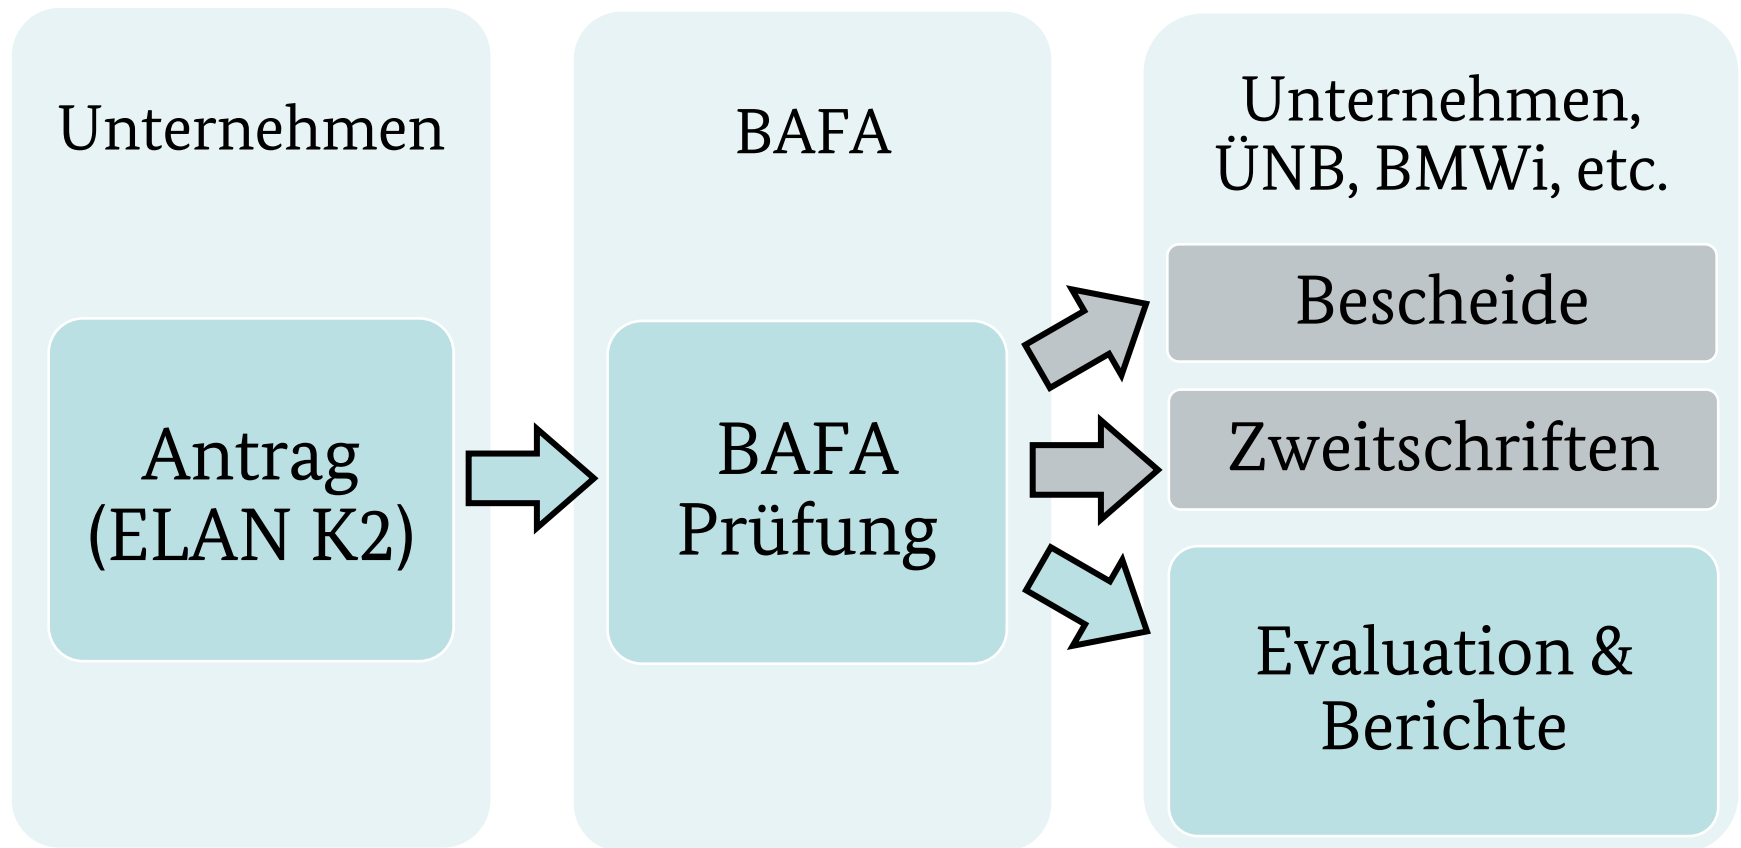 Unternehmen
Antrag
(ELAN K2)
BAFA
BAFA
Prüfung
Unternehmen,
ÜNB, BMWi, etc.
Bescheide
Zweitschriften
Evaluation &
Berichte